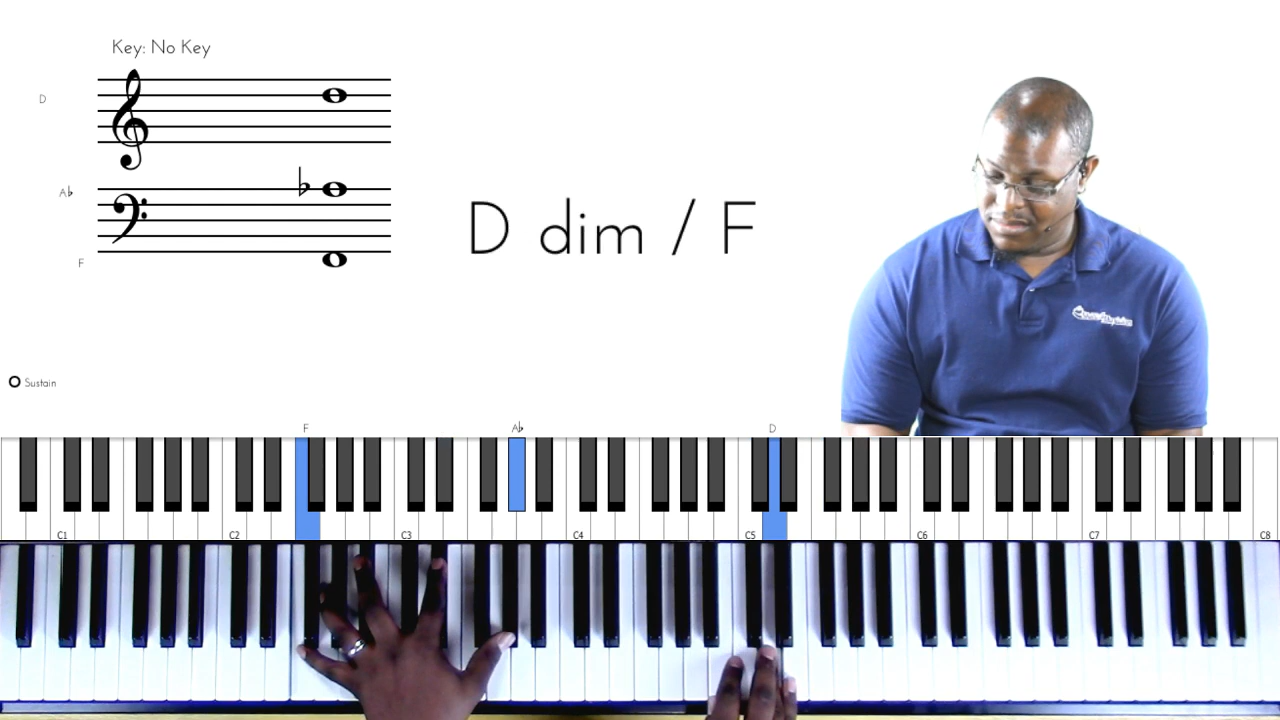 Key: No Key
D
A♭
F
D dim / F
Sustain
F A♭ D
C1 C2 C3 C4 C5 C6 C7 C8